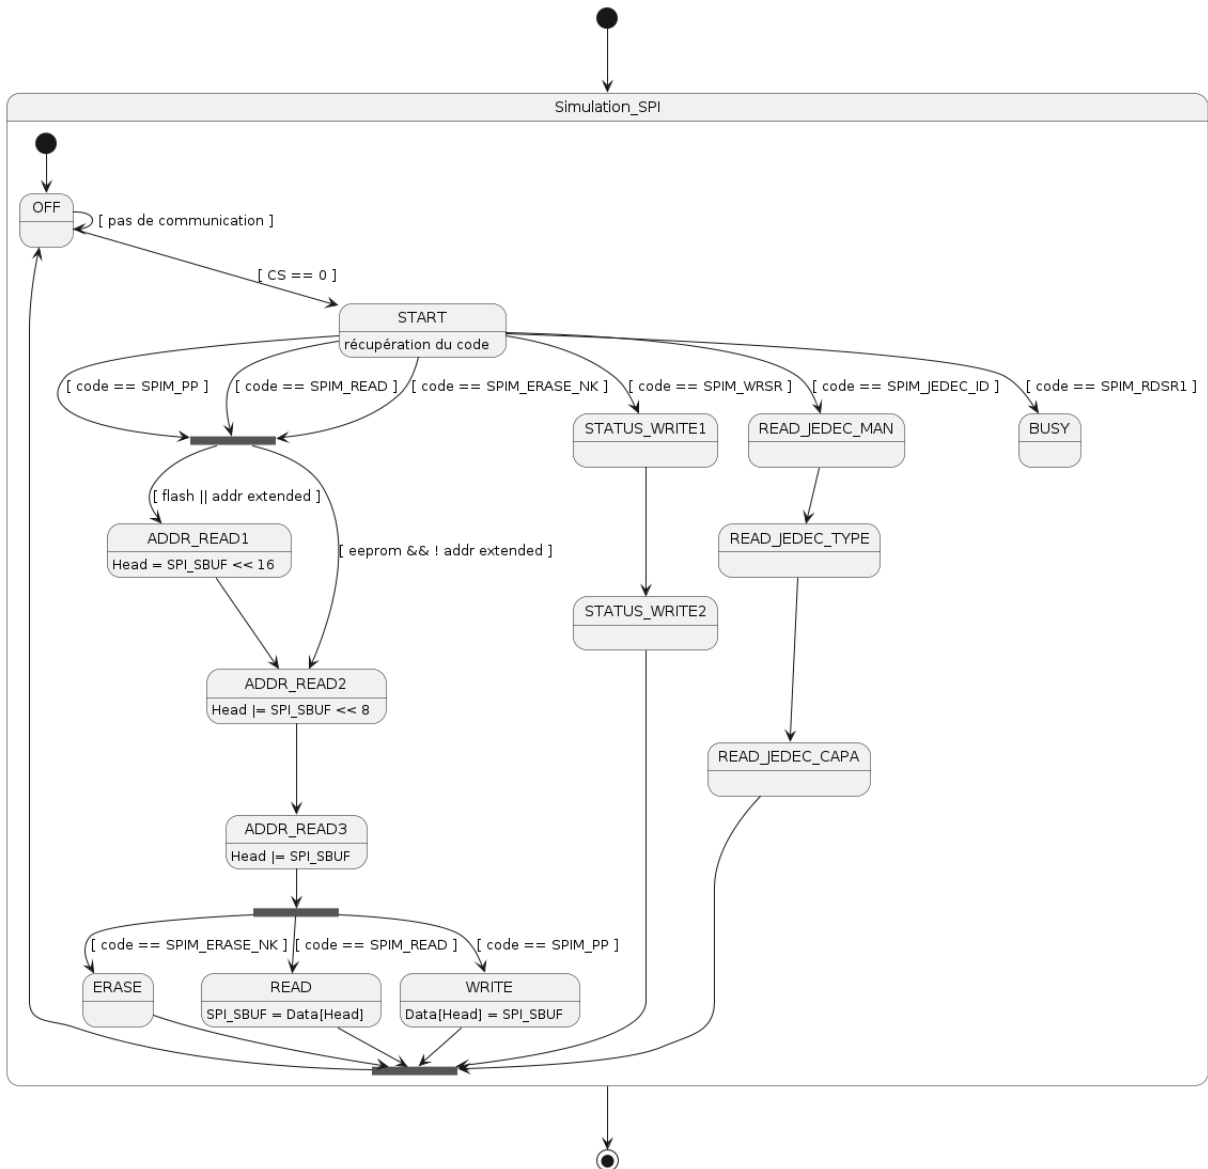 Simulation_SPI
OFF
[ pas de communication ]
[ CS == 0 ]
START
récupération du code
[ code == SPIM_PP ]
[ code == SPIM_READ ]
[ code == SPIM_ERASE_NK ]
[ code == SPIM_WRSR ]
[ code == SPIM_JEDEC_ID ]
[ code == SPIM_RDSR1 ]
STATUS_WRITE1
READ_JEDEC_MAN
BUSY
[ flash || addr extended ]
ADDR_READ1
Head = SPI_SBUF << 16
[ eeprom && ! addr extended ]
READ_JEDEC_TYPE
STATUS_WRITE2
ADDR_READ2
Head |= SPI_SBUF << 8
READ_JEDEC_CAPA
ADDR_READ3
Head |= SPI_SBUF
[ code == SPIM_ERASE_NK ]
[ code == SPIM_READ ]
[ code == SPIM_PP ]
ERASE
READ
SPI_SBUF = Data[Head]
WRITE
Data[Head] = SPI_SBUF